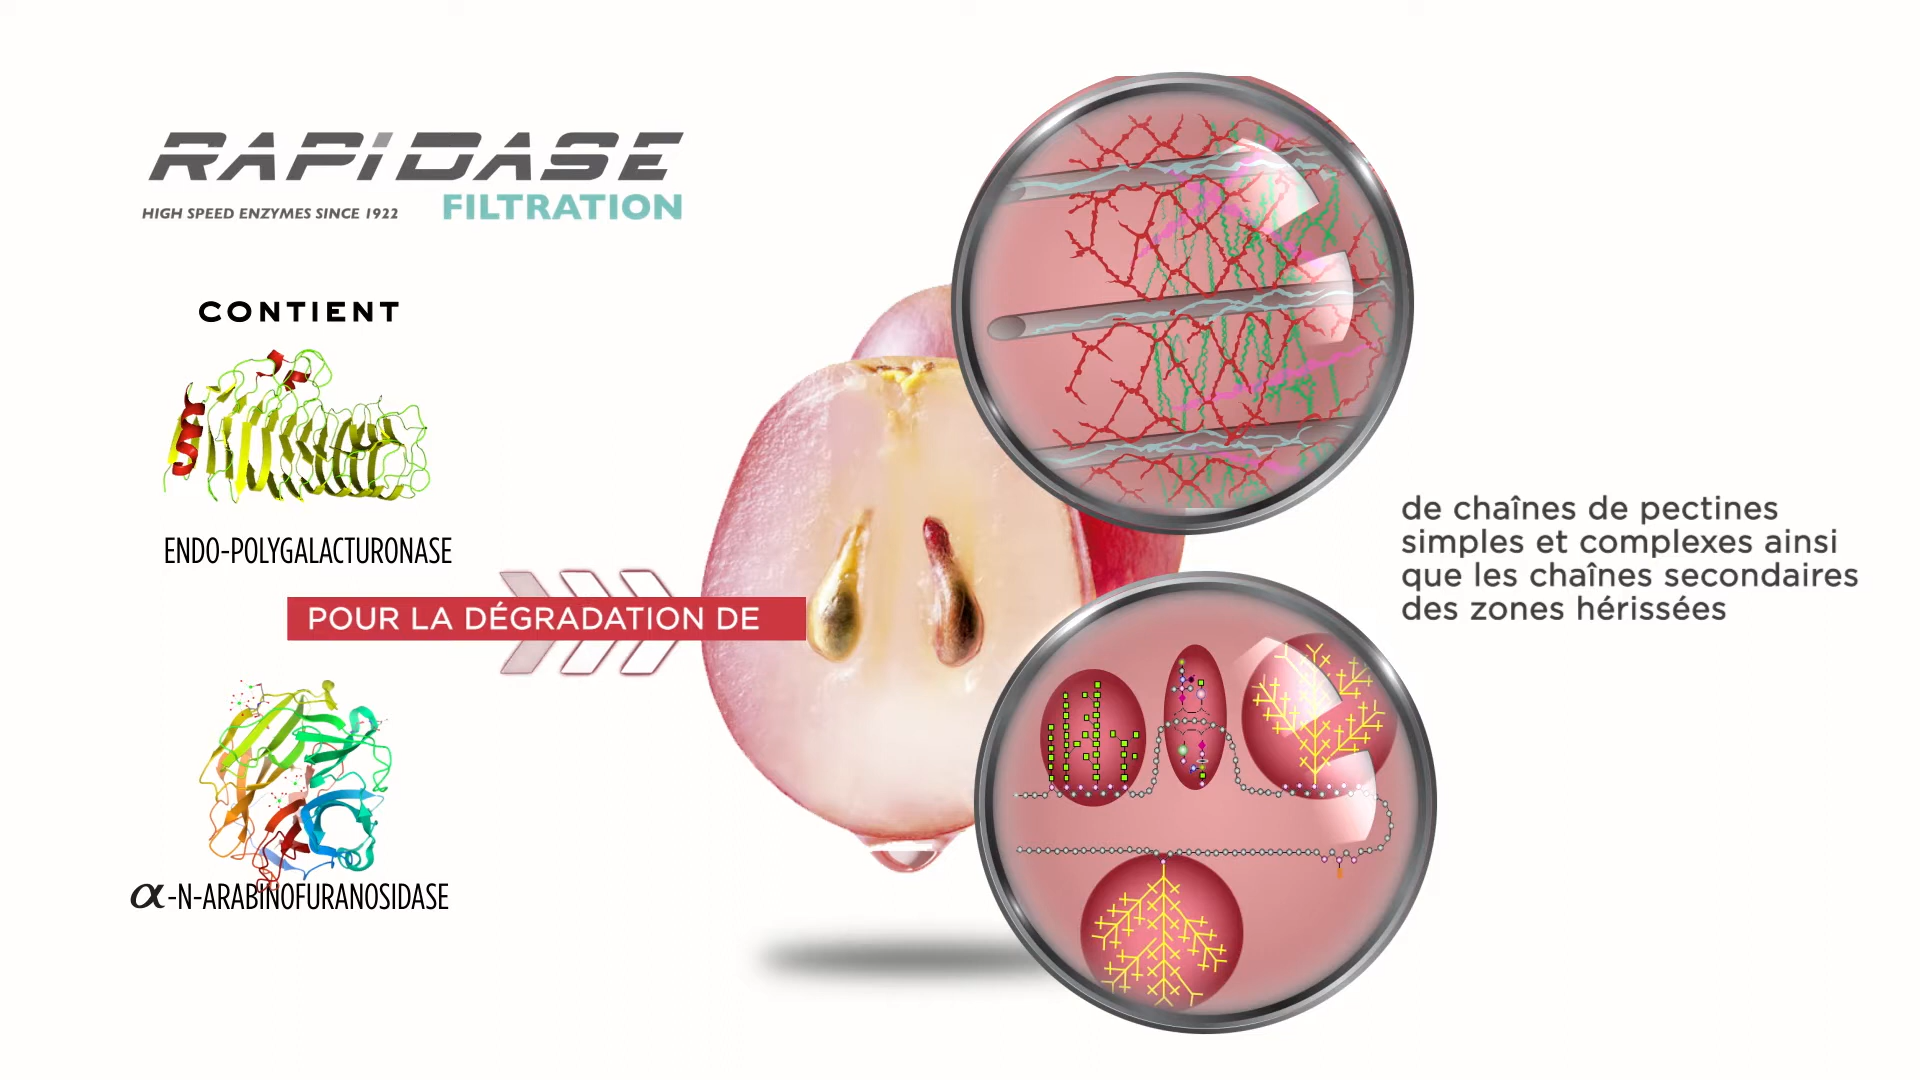 RAPIDASE
HIGH SPEED ENZYMES SINCE 1922
FILTRATION
CONTIENT
ENDO-POLYGALACTURONASE
POUR LA DÉGRADATION DE
α-N-ARABINOFURANOSIDASE
de chaînes de pectines
simples et complexes ainsi
que les chaînes secondaires
des zones hérissées